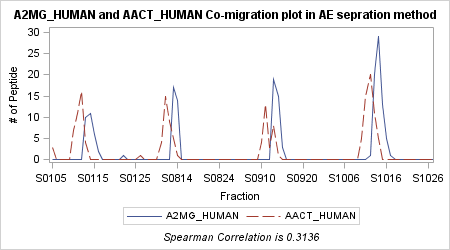 A2MG_HUMAN and AACT_HUMAN Co-migration plot in AE sepration method
# of Peptide
30
25
20
15
10
5
0
S0105 S0115 S0125 S0814 S0824 S0910 S0920 S1006 S1016 S1026
Fraction
A2MG_HUMAN AACT_HUMAN
Spearman Correlation is 0.3136